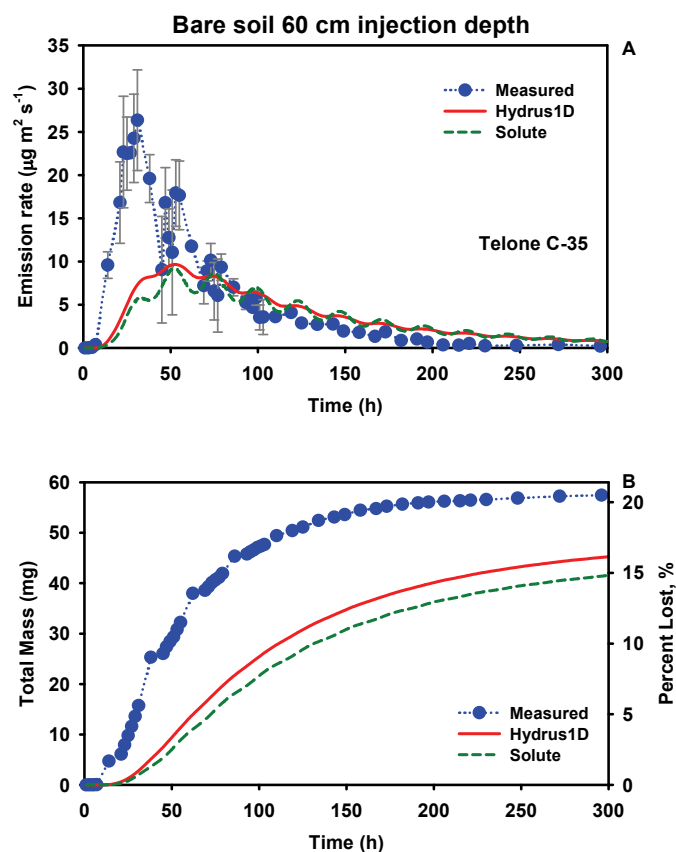 Bare soil 60 cm injection depth
A
35
30
25
20
15
10
5
0
Emission rate (µg m² s⁻¹)
Measured
Hydrus1D
Solute
Telone C-35
0 50 100 150 200 250 300
Time (h)
B
60
50
40
30
20
10
0
Total Mass (mg)
20
15
10
5
0
Percent Lost, %
Measured
Hydrus1D
Solute
0 50 100 150 200 250 300
Time (h)